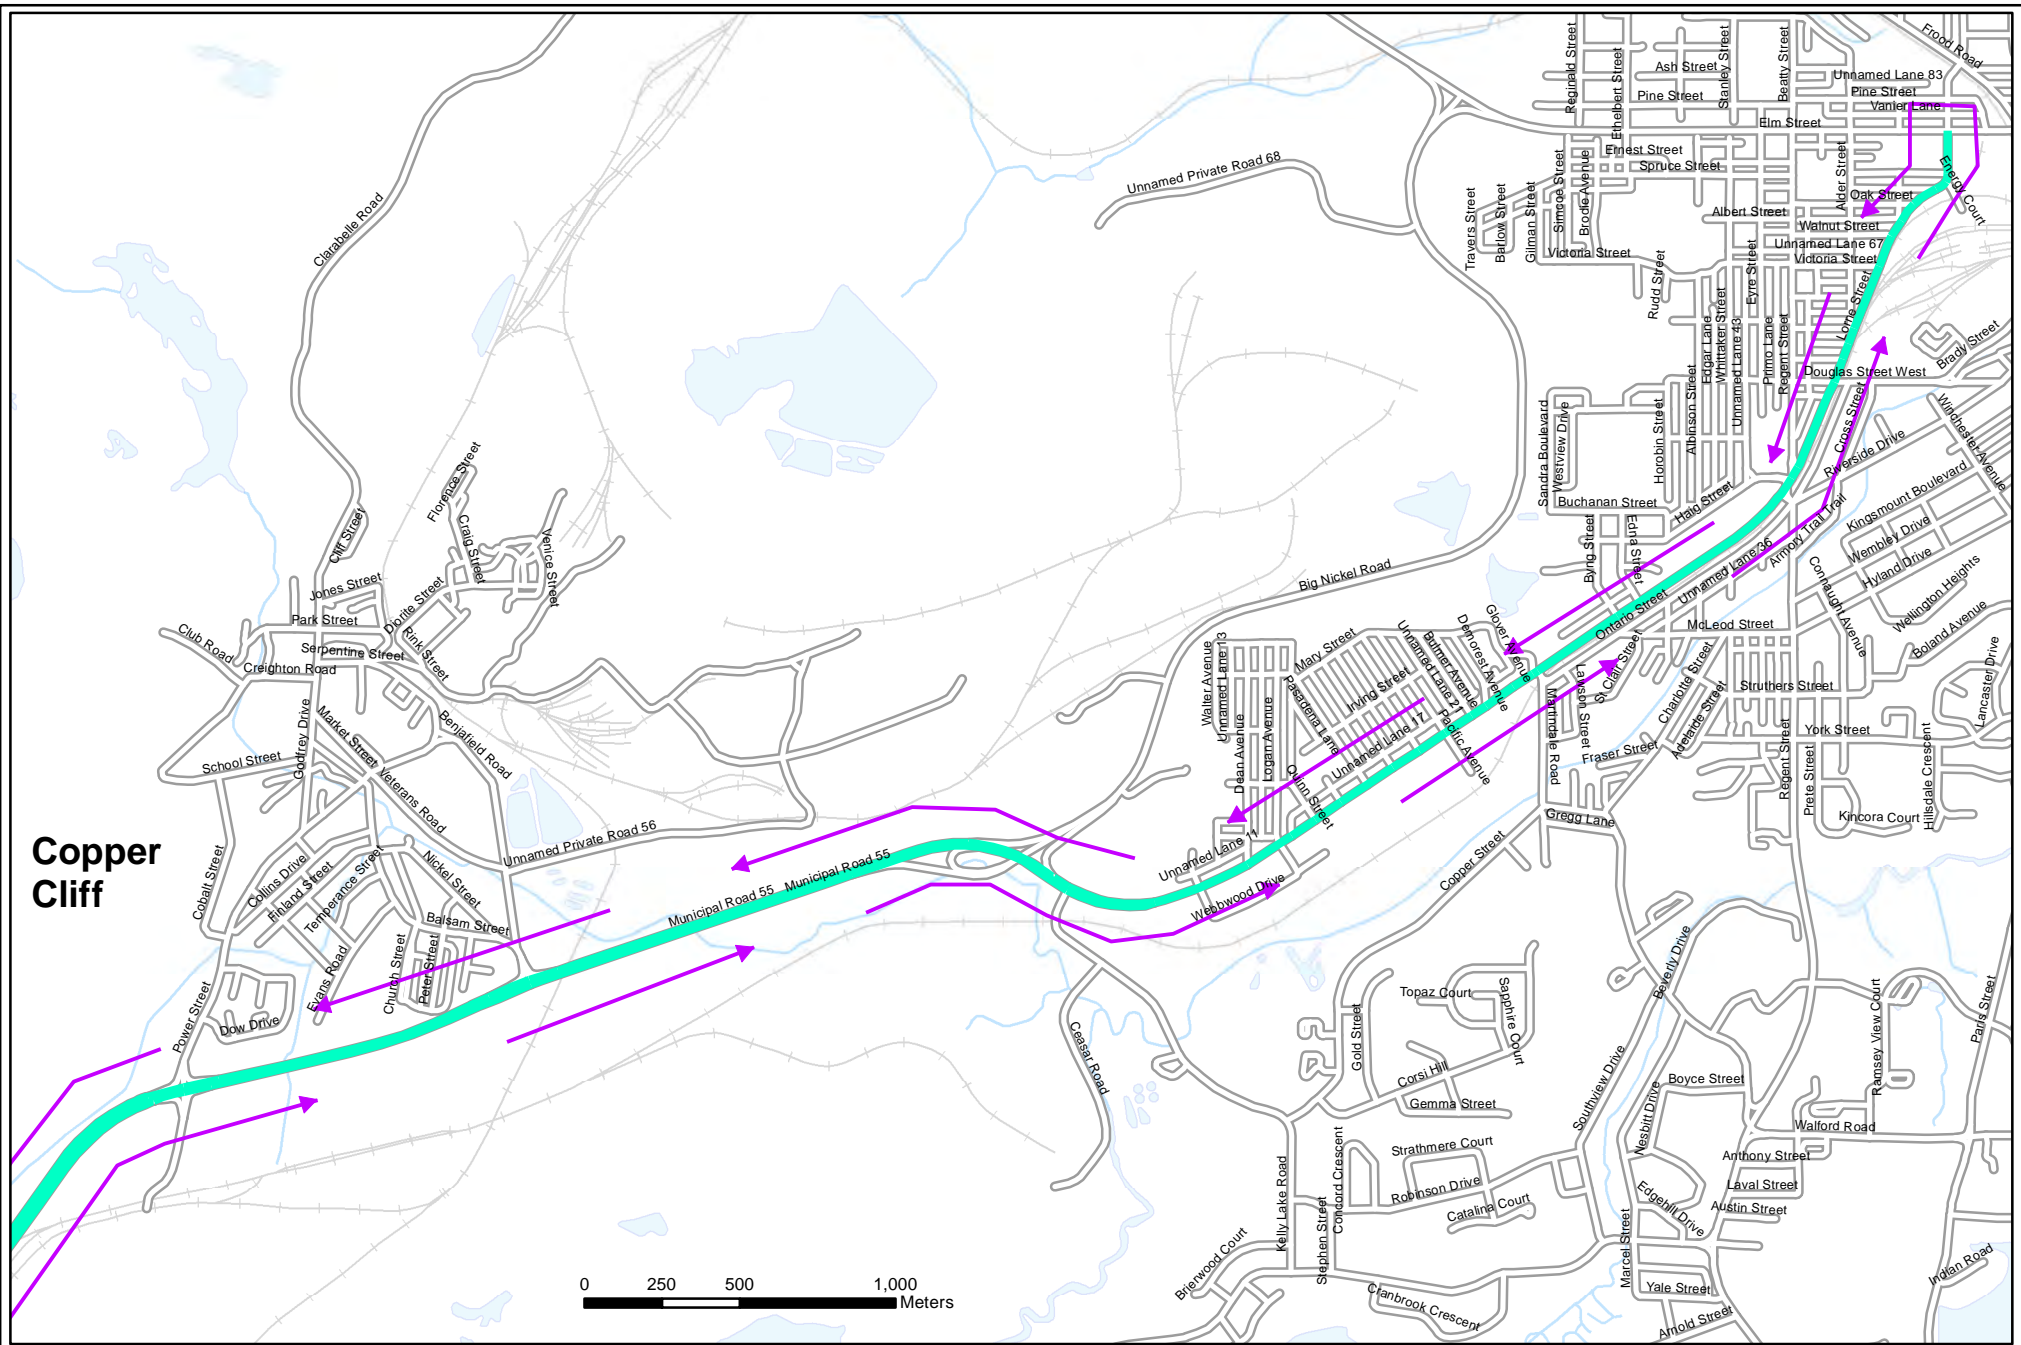 Frood Road
Unnamed Lane 83
Pine Street
Vanier Lane
Elm Street
Ash Street
Pine Street
Reginald Street
Ethelbert Street
Stanley Street
Beatty Street
Ernest Street
Spruce Street
Alder Street
Energy Court
Oak Street
Albert Street
Walnut Street
Unnamed Lane 67
Victoria Street
Victoria Street
Travers Street
Barlow Street
Gilman Street
Simcoe Street
Brodie Avenue
Unnamed Private Road 68
Clarabelle Road
Rudd Street
Eyre Street
Edgar Lane
Whittaker Street
Unnamed Lane 43
Primo Lane
Regent Street
Lorne Street
Brady Street
Douglas Street West
Cross Street
Winchester Avenue
Riverside Drive
Kingsmount Boulevard
Sandra Boulevard
Westview Drive
Horobin Street
Albinson Street
Buchanan Street
Haig Street
Byng Street
Edna Street
Armory Trail Trail
Unnamed Lane 36
Ontario Street
Wembley Drive
Hyland Drive
Connaught Avenue
Wellington Heights
Boland Avenue
McLeod Street
Lancaster Drive
Florence Street
Craig Street
Venice Street
Cliff Street
Jones Street
Park Street
Diorite Street
Rink Street
Club Road
Serpentine Street
Creighton Road
Big Nickel Road
Glover Avenue
Demorest Avenue
Bulmer Avenue
Unnamed Lane 21
Mary Street
Irving Street
Pasadena Lane
Walter Avenue
Unnamed Lane 13
Dean Avenue
Logan Avenue
Unnamed Lane 17
Pacific Avenue
Quinn Street
Unnamed Lane 11
Webbwood Drive
Martindale Road
Lawson Street
St Clair Street
Charlotte Street
Adelaide Street
Fraser Street
Struthers Street
York Street
Regent Street
Prete Street
Kincora Court
Hillsdale Crescent
Gregg Lane
Copper Street
Godfrey Drive
Market Street
Benjafield Road
School Street
Veterans Road
Unnamed Private Road 56
Municipal Road 55
Municipal Road 55
Copper
Cliff
Cobalt Street
Collins Drive
Finland Street
Temperance Street
Nickel Street
Balsam Street
Evans Road
Church Street
Peter Street
Power Street
Dow Drive
Ceasar Road
Gold Street
Topaz Court
Sapphire Court
Corsi Hill
Gemma Street
Beverly Drive
Southview Drive
Nesbitt Drive
Boyce Street
Ramsey View Court
Paris Street
Walford Road
Anthony Street
Laval Street
Austin Street
Edgehill Drive
Strathmere Court
Robinson Drive
Catalina Court
Concord Crescent
Kelly Lake Road
Stephen Street
Brierwood Court
Cranbrook Crescent
Marcel Street
Yale Street
Arnold Street
Indian Road
0 250 500 1,000
Meters